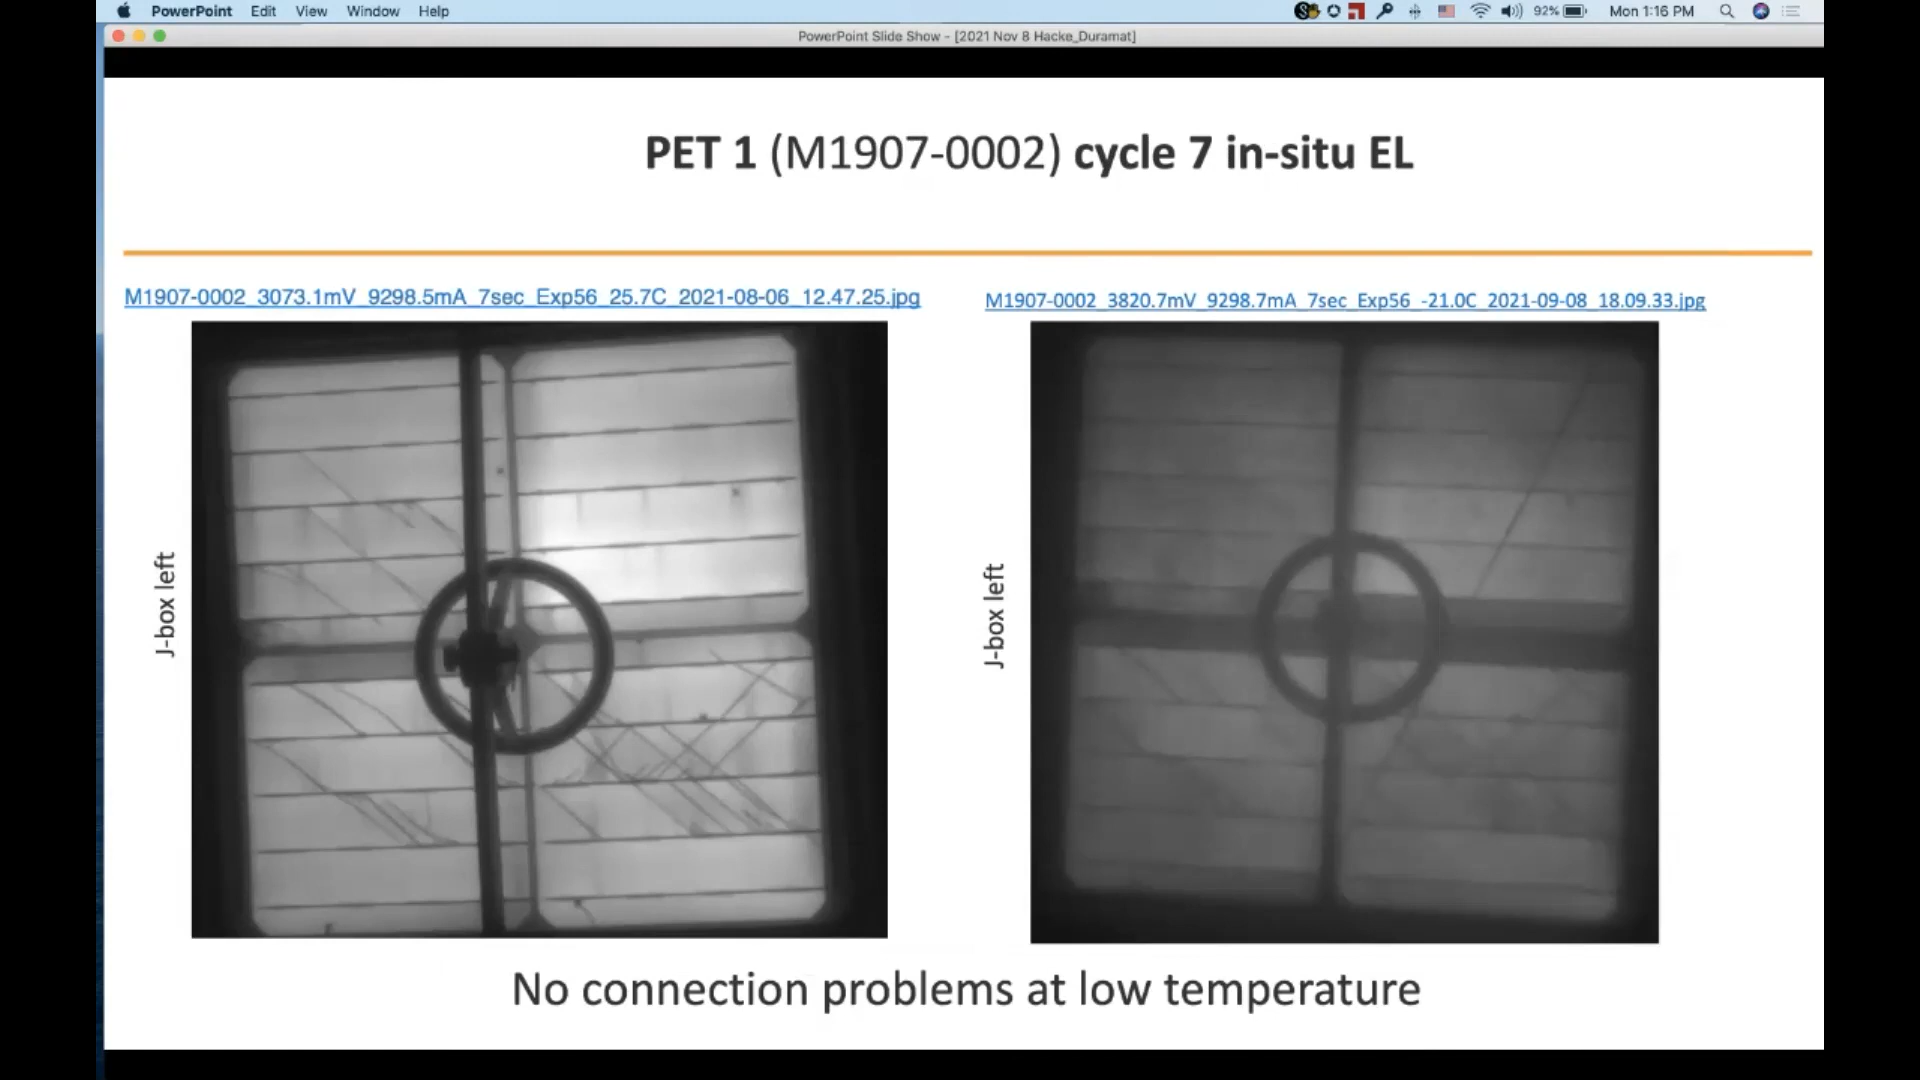 PowerPoint Edit View Window Help 92% Mon 1:16 PM
PowerPoint Slide Show - [2021 Nov 8 Hacke_Duramat]
PET 1 (M1907-0002) cycle 7 in-situ EL
M1907-0002_3073.1mV_9298.5mA_7sec_Exp56_25.7C_2021-08-06_12.47.25.jpg
M1907-0002_3820.7mV_9298.7mA_7sec_Exp56_-21.0C_2021-09-08_18.09.33.jpg
J-box left
J-box left
No connection problems at low temperature